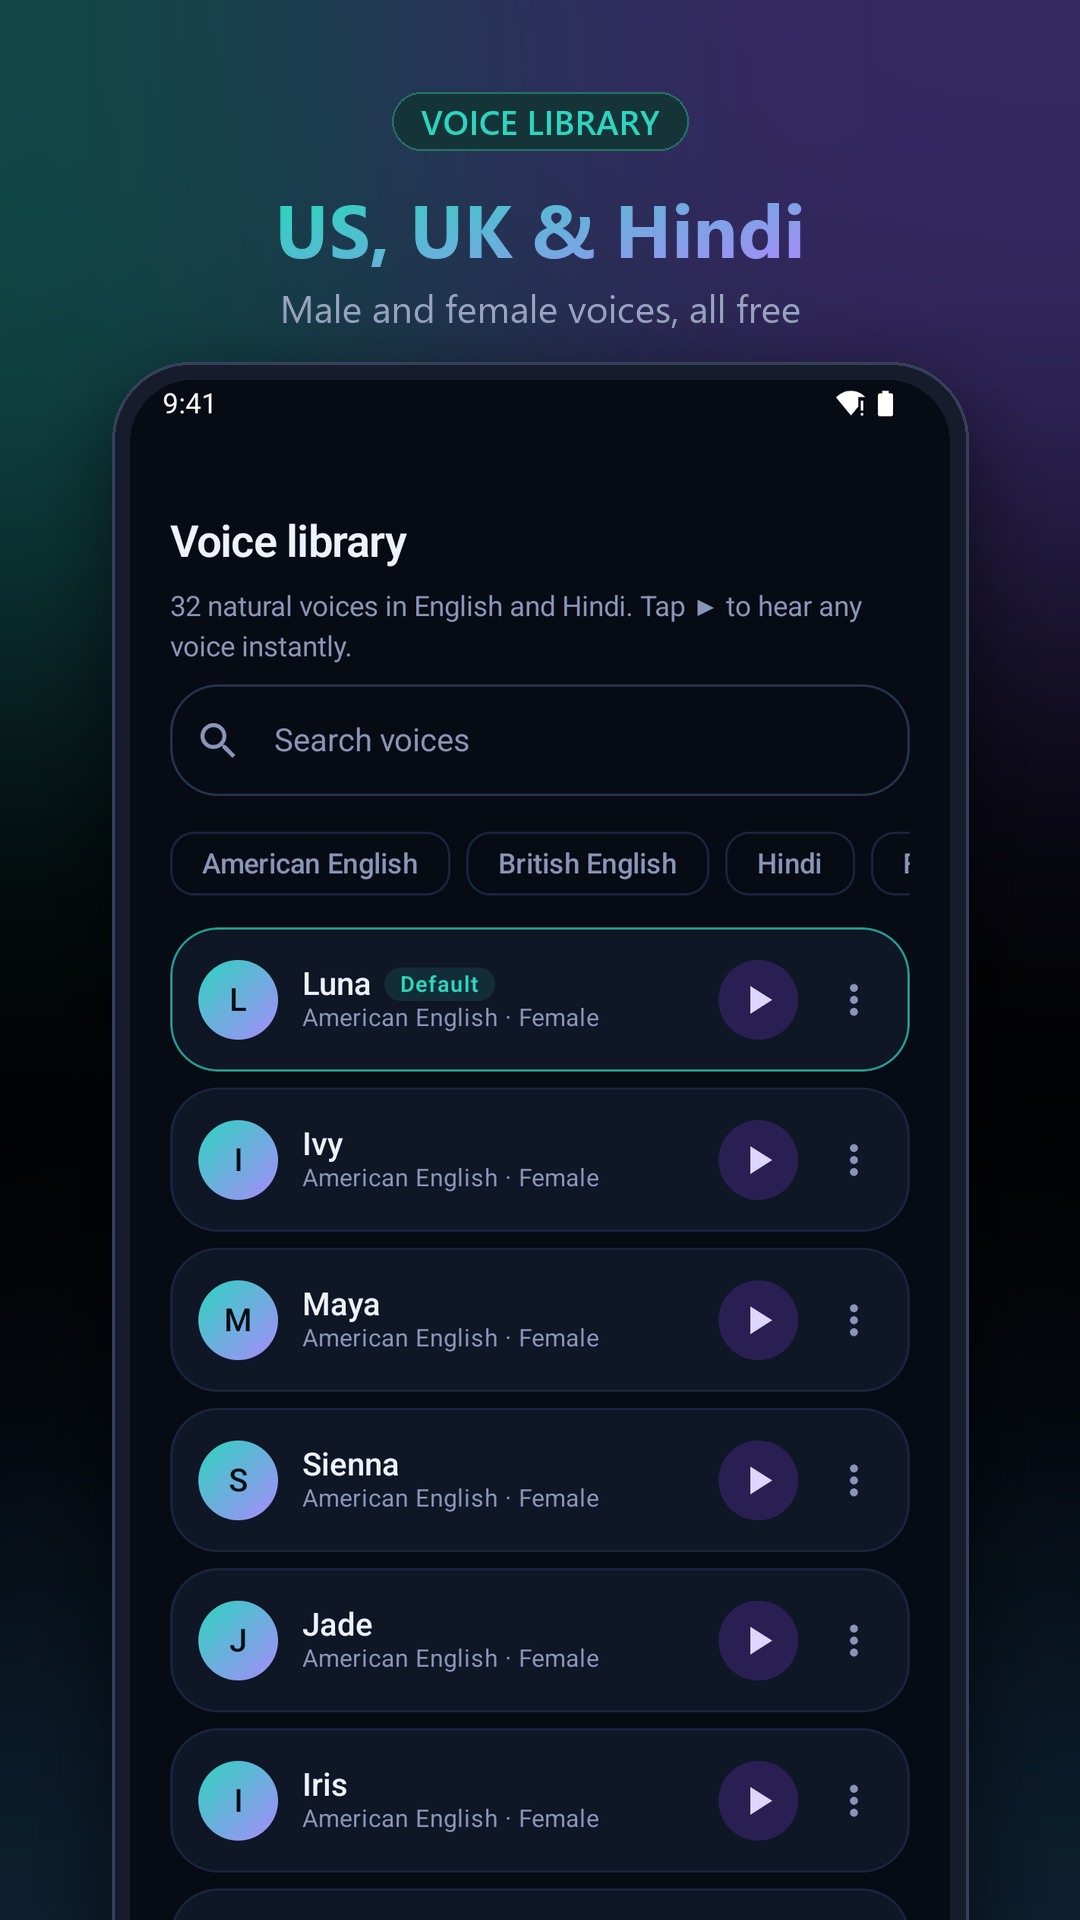 VOICE LIBRARY
US, UK & Hindi
Male and female voices, all free
9:41
Voice library
32 natural voices in English and Hindi. Tap ► to hear any
voice instantly.
Search voices
American English
British English
Hindi
L
Luna
Default
American English · Female
I
Ivy
American English · Female
M
Maya
American English · Female
S
Sienna
American English · Female
J
Jade
American English · Female
I
Iris
American English · Female